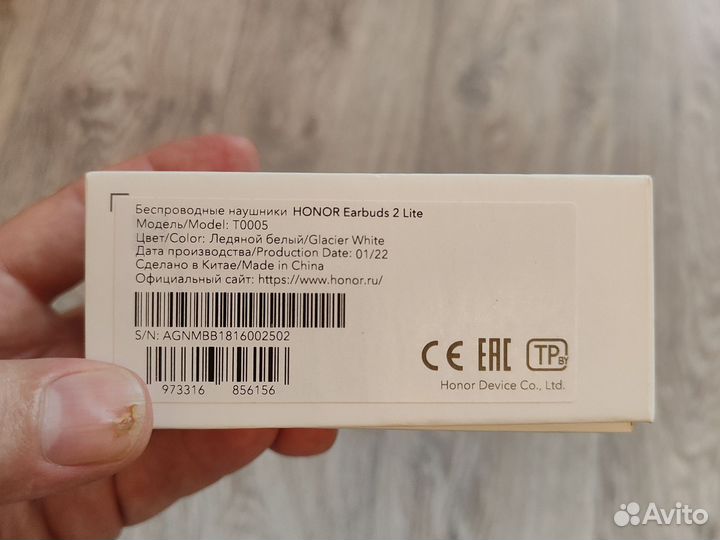 Беспроводные наушники HONOR Earbuds 2 Lite
Модель/Model: T0005
Цвет/Color: Ледяной белый/Glacier White
Дата производства/Production Date: 01/22
Сделано в Китае/Made in China
Официальный сайт: https://www.honor.ru/
S/N: AGNMBB1816002502
973316 856156
CE EAC TP BY
Honor Device Co., Ltd.
Avito